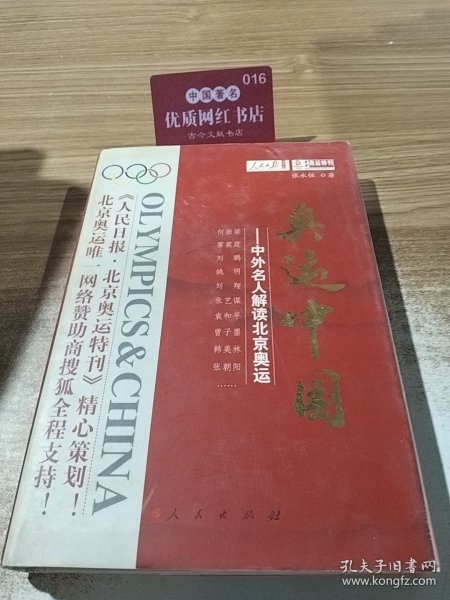 016
中国著名
优质网红书店
古今文献书店
人民日报
奥运特刊
张永恒 ◎著
奥运中国
——中外名人解读北京奥运
何振梁
蒙霞
刘鹏
姚明
刘翔
张艺谋
袁和平
曾子墨
韩美林
张朝阳
……
OLYMPICS&CHINA
《人民日报·北京奥运特刊》精心策划！
北京奥运唯一网络赞助商搜狐全程支持！
人民出版社
孔夫子旧书网
www.kongfz.com